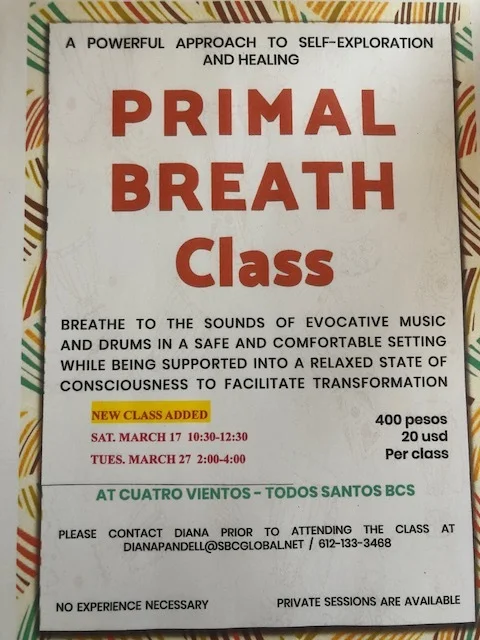 A POWERFUL APPROACH TO SELF-EXPLORATION
AND HEALING
PRIMAL
BREATH
Class
BREATHE TO THE SOUNDS OF EVOCATIVE MUSIC
AND DRUMS IN A SAFE AND COMFORTABLE SETTING
WHILE BEING SUPPORTED INTO A RELAXED STATE OF
CONSCIOUSNESS TO FACILITATE TRANSFORMATION
NEW CLASS ADDED
SAT. MARCH 17 10:30-12:30
TUES. MARCH 27 2:00-4:00
400 pesos
20 usd
Per class
AT CUATRO VIENTOS - TODOS SANTOS BCS
PLEASE CONTACT DIANA PRIOR TO ATTENDING THE CLASS AT
DIANAPANDELL@SBCGLOBAL.NET / 612-133-3468
NO EXPERIENCE NECESSARY
PRIVATE SESSIONS ARE AVAILABLE